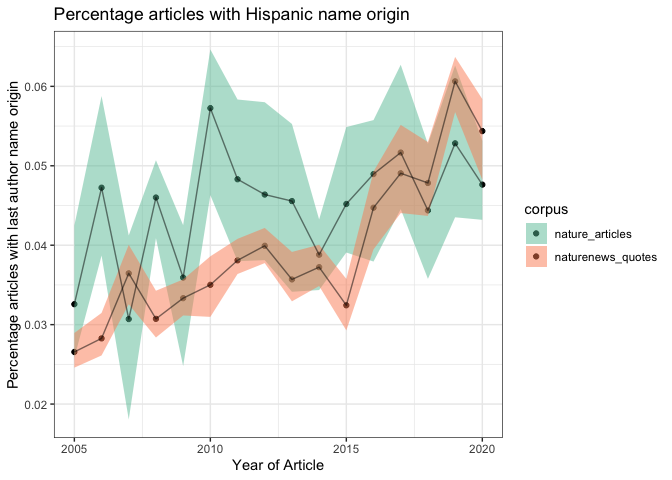 Percentage articles with Hispanic name origin
Percentage articles with last author name origin
0.06
0.05
0.04
0.03
0.02
2005
2010
2015
2020
Year of Article
corpus
nature_articles
naturenews_quotes